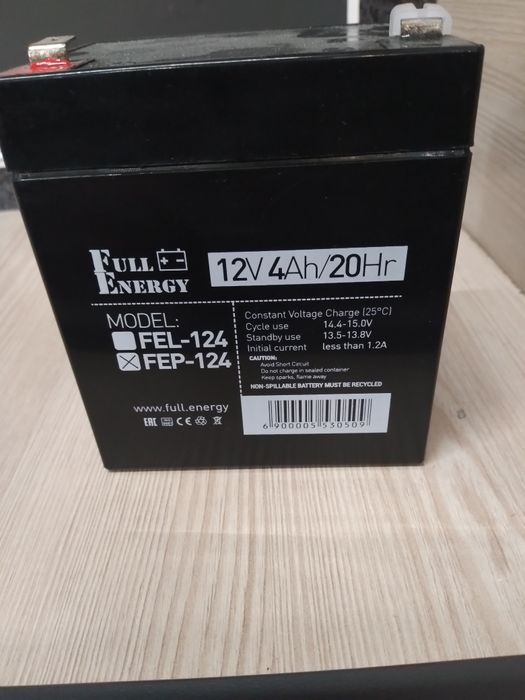 FULL
ENERGY
12V 4Ah/20Hr
MODEL:
FEL-124
FEP-124
www.full.energy
EAC CE
Constant Voltage Charge (25°C)
Cycle use 14.4-15.0V
Standby use 13.5-13.8V
Initial current less than 1.2A
CAUTION:
Avoid Short Circuit
Do not charge in sealed container
Keep sparks, flame away
NON-SPILLABLE BATTERY MUST BE RECYCLED
6 900005 530509